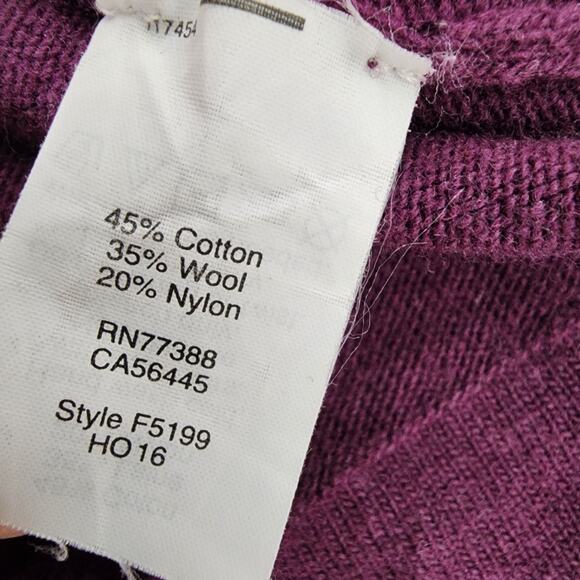 45% Cotton
35% Wool
20% Nylon
RN77388
CA56445
Style F5199
HO16